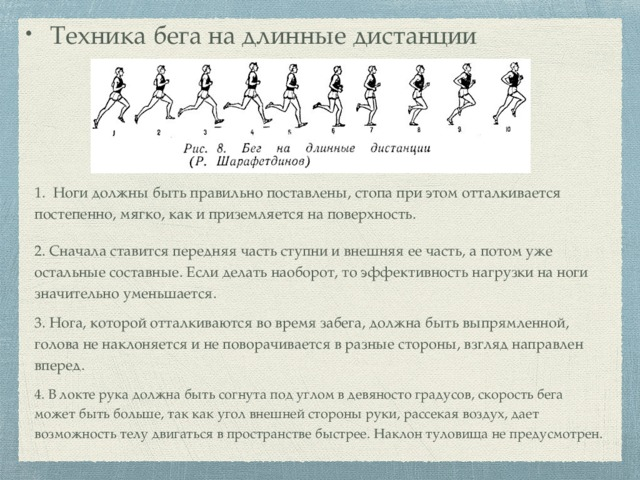 • Техника бега на длинные дистанции
1 2 3 4 5 6 7 8 9 10
Рис. 8. Бег на длинные дистанции
(Р. Шарафетдинов)
1. Ноги должны быть правильно поставлены, стопа при этом отталкивается
постепенно, мягко, как и приземляется на поверхность.
2. Сначала ставится передняя часть ступни и внешняя ее часть, а потом уже
остальные составные. Если делать наоборот, то эффективность нагрузки на ноги
значительно уменьшается.
3. Нога, которой отталкиваются во время забега, должна быть выпрямленной,
голова не наклоняется и не поворачивается в разные стороны, взгляд направлен
вперед.
4. В локте рука должна быть согнута под углом в девяносто градусов, скорость бега
может быть больше, так как угол внешней стороны руки, рассекая воздух, дает
возможность телу двигаться в пространстве быстрее. Наклон туловища не предусмотрен.